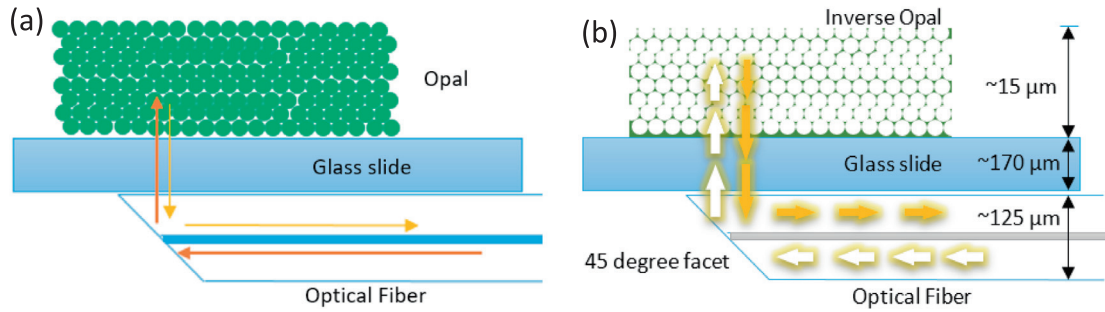 (a)
Opal
Glass slide
Optical Fiber
(b)
Inverse Opal
~15 μm
Glass slide
~170 μm
~125 μm
45 degree facet
Optical Fiber